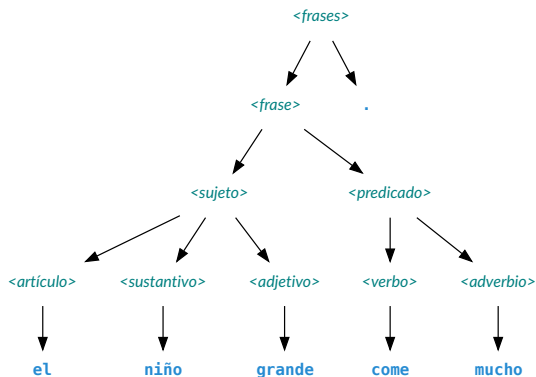 <frases>
<frase> .
<sujeto> <predicado>
<artículo> <sustantivo> <adjetivo> <verbo> <adverbio>
el niño grande come mucho